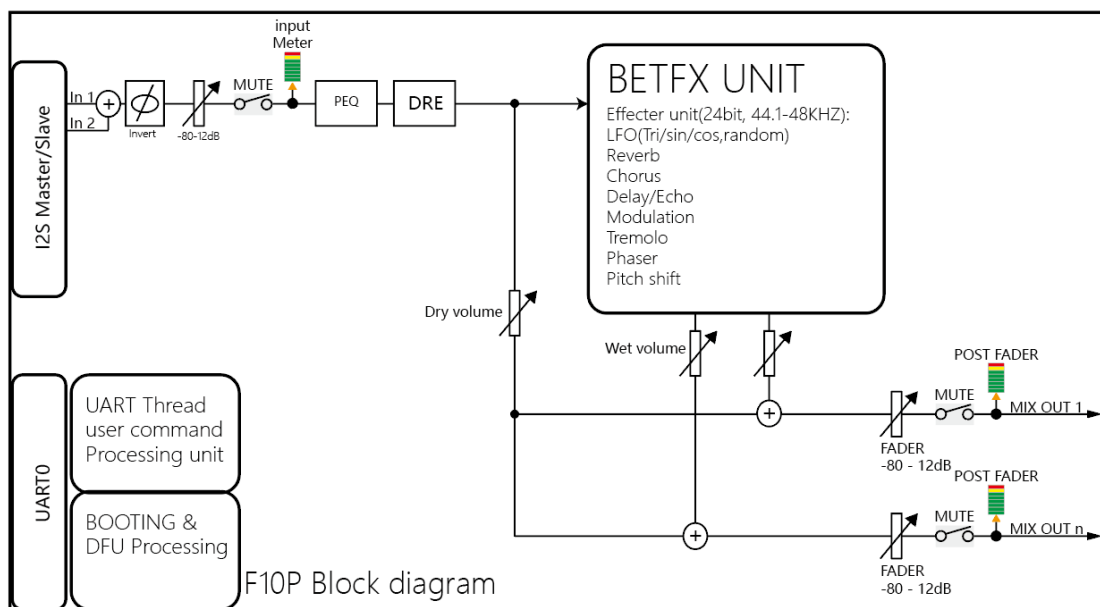 input
Meter
I2S Master/Slave
In 1
In 2
Invert
-80-12dB
MUTE
PEQ
DRE
BETFX UNIT
Effecter unit(24bit, 44.1-48KHZ):
LFO(Tri/sin/cos,random)
Reverb
Chorus
Delay/Echo
Modulation
Tremolo
Phaser
Pitch shift
Dry volume
Wet volume
POST FADER
MUTE
MIX OUT 1
FADER
-80 - 12dB
POST FADER
MUTE
MIX OUT n
FADER
-80 - 12dB
UART0
UART Thread
user command
Processing unit
BOOTING &
DFU Processing
F10P Block diagram